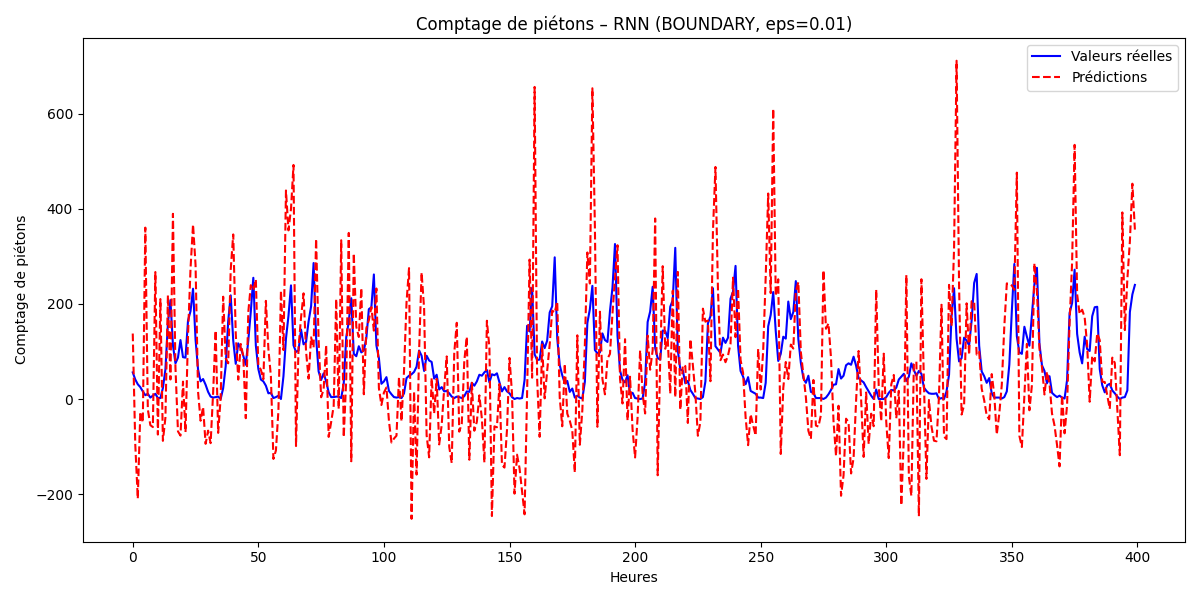 Comptage de piétons – RNN (BOUNDARY, eps=0.01)
Valeurs réelles
Prédictions
Comptage de piétons
600
400
200
0
−200
0 50 100 150 200 250 300 350 400
Heures